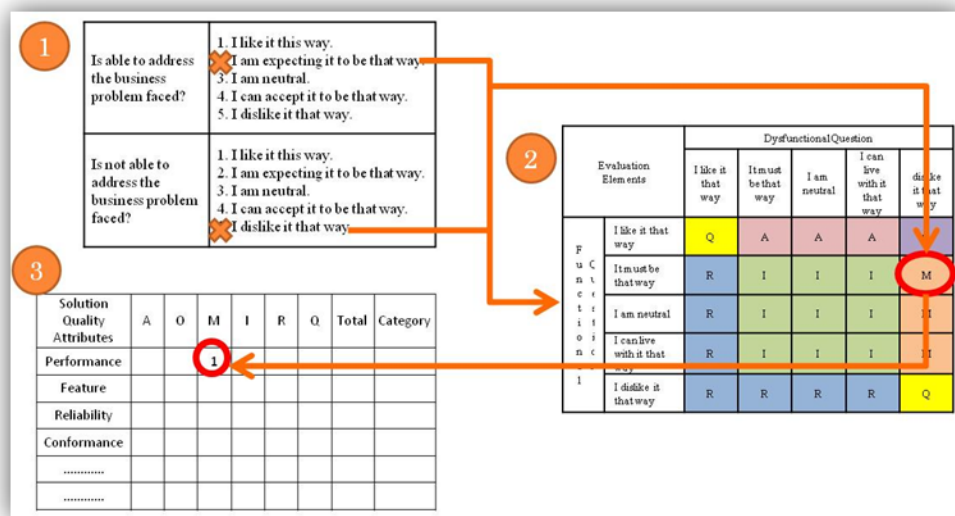 1
Is able to address
the business
problem faced?
1. I like it this way.
I am expecting it to be that way.
3. I am neutral.
4. I can accept it to be that way.
5. I dislike it that way.
Is not able to
address the
business problem
faced?
1. I like it this way.
2. I am expecting it to be that way.
3. I am neutral.
4. I can accept it to be that way.
I dislike it that way
2
Evaluation
Elements
Dysfunctional Question
I like it
that
way
It must
be that
way
I am
neutral
I can
live
with it
that
way
dislike
it that
way
Functional
I like it that
way
Q A A A
It must be
that way
R I I I M
I am neutral
R I I I M
I can live
with it that
way
R I I I M
I dislike it
that way
R R R R Q
3
Solution
Quality
Attributes
A O M I R Q Total Category
Performance 1
Feature
Reliability
Conformance
............
............